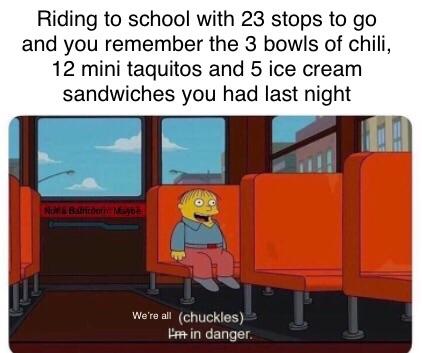 Riding to school with 23 stops to go
and you remember the 3 bowls of chili,
12 mini taquitos and 5 ice cream
sandwiches you had last night
We're all (chuckles)
I'm in danger.